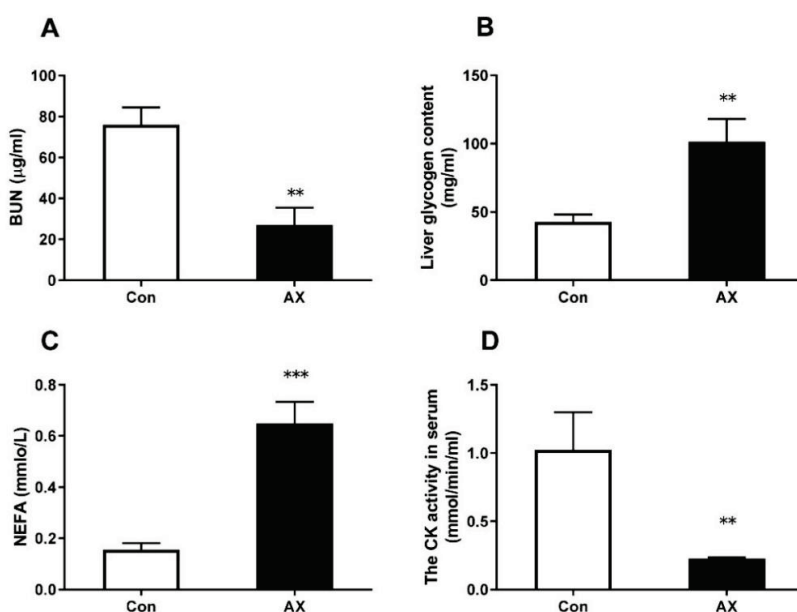 A
BUN (μg/ml)
100
80
60
40
20
0
**
Con
AX
B
Liver glycogen content
(mg/ml)
150
100
50
0
**
Con
AX
C
NEFA (mmlo/L)
0.8
0.6
0.4
0.2
0.0
***
Con
AX
D
The CK activity in serum
(mmol/min/ml)
1.5
1.0
0.5
0.0
**
Con
AX